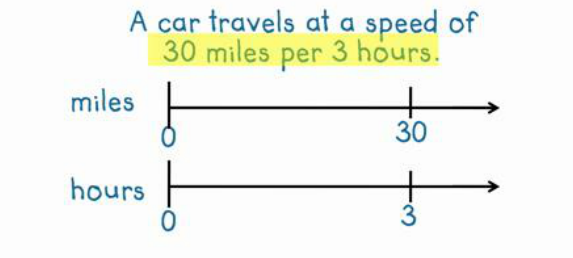 A car travels at a speed of
30 miles per 3 hours.
miles
0
30
hours
0
3